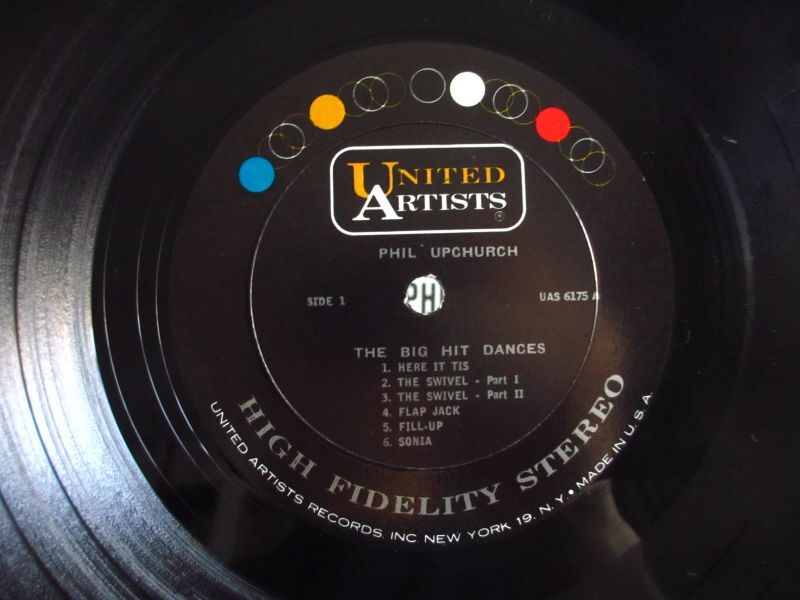 UNITED
ARTISTS ®
PHIL UPCHURCH
SIDE 1
PH
UAS 6175 A
THE BIG HIT DANCES
1. HERE IT TIS
2. THE SWIVEL - Part I
3. THE SWIVEL - Part II
4. FLAP JACK
5. FILL-UP
6. SONIA
HIGH FIDELITY STEREO
UNITED ARTISTS RECORDS, INC. NEW YORK 19, N. Y. • MADE IN U. S. A.